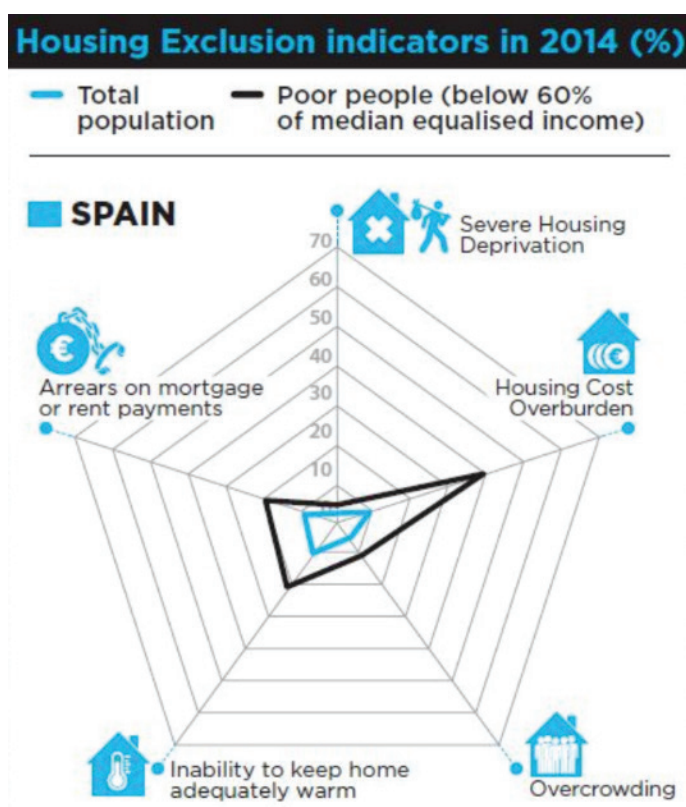 Housing Exclusion indicators in 2014 (%)
Total
population
Poor people (below 60%
of median equalised income)
SPAIN
Severe Housing
Deprivation
70
60
50
40
30
20
10
Arrears on mortgage
or rent payments
Housing Cost
Overburden
Inability to keep home
adequately warm
Overcrowding